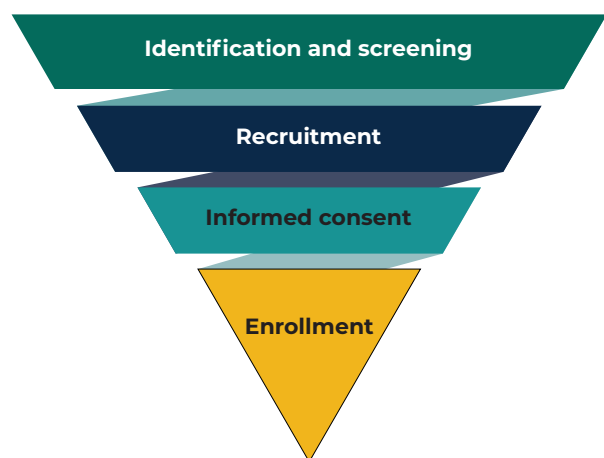 Identification and screening
Recruitment
Informed consent
Enrollment